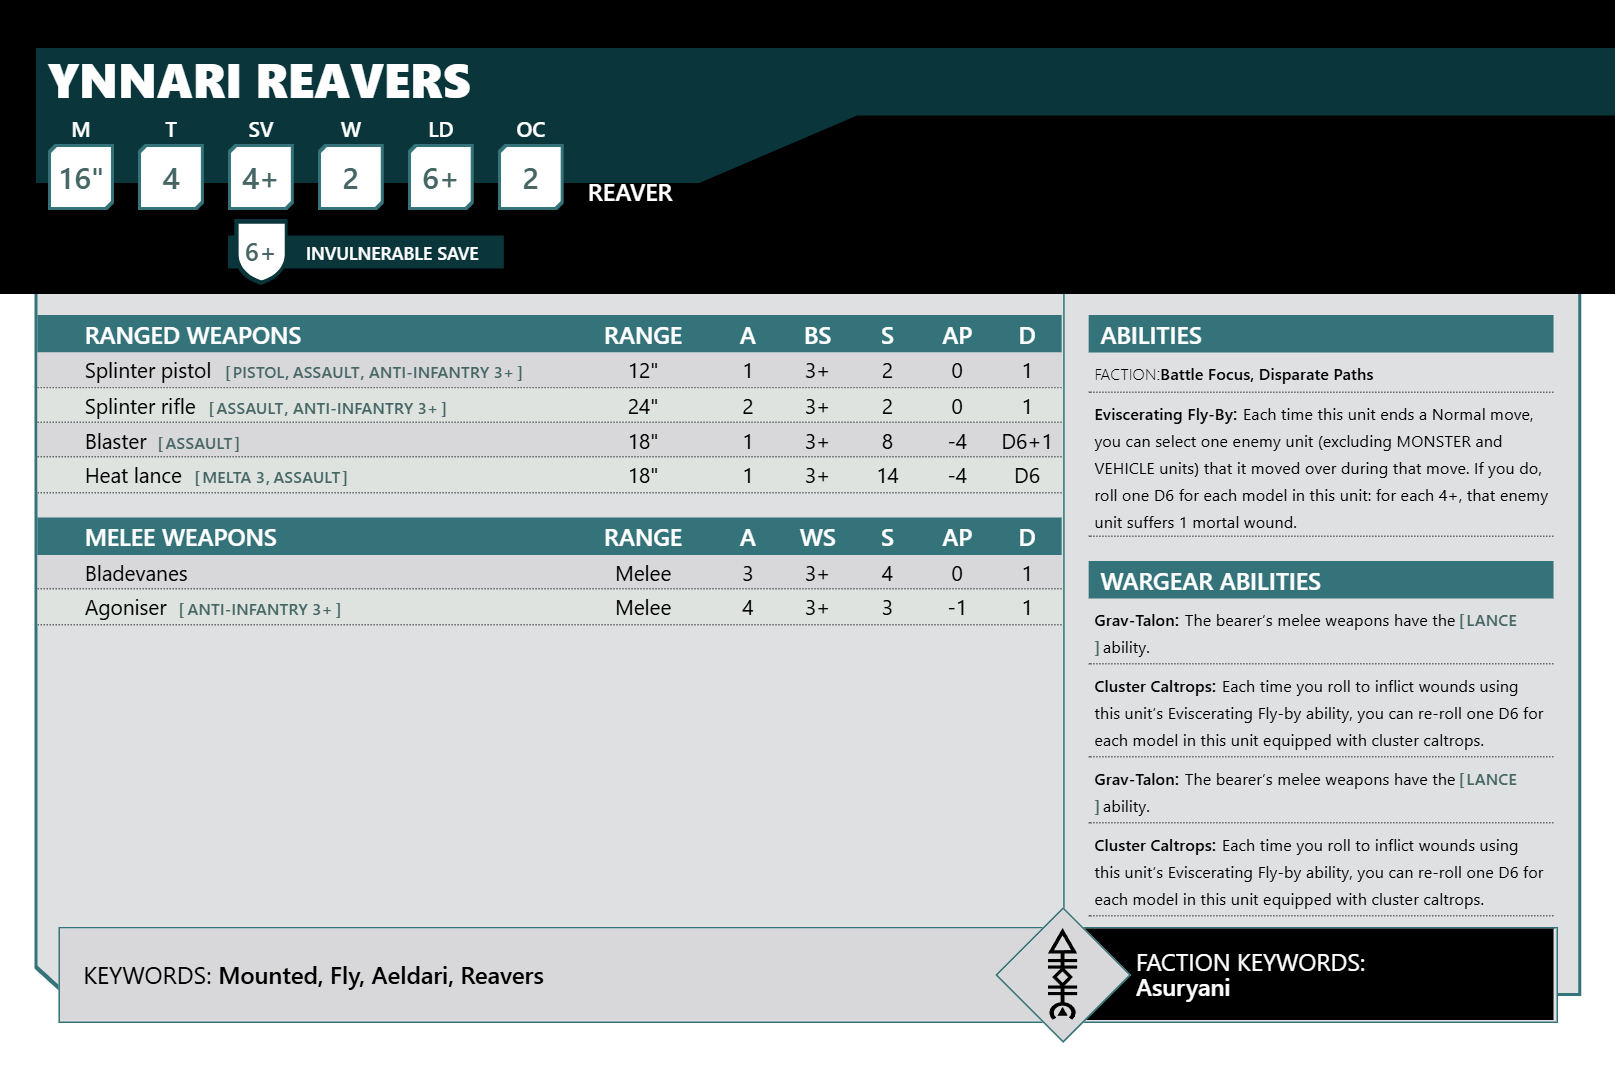 YNNARI REAVERS
M T SV W LD OC
16" 4 4+ 2 6+ 2 REAVER
6+ INVULNERABLE SAVE
RANGED WEAPONS RANGE A BS S AP D
Splinter pistol [PISTOL, ASSAULT, ANTI-INFANTRY 3+] 12" 1 3+ 2 0 1
Splinter rifle [ASSAULT, ANTI-INFANTRY 3+] 24" 2 3+ 2 0 1
Blaster [ASSAULT] 18" 1 3+ 8 -4 D6+1
Heat lance [MELTA 3, ASSAULT] 18" 1 3+ 14 -4 D6
MELEE WEAPONS RANGE A WS S AP D
Bladevanes Melee 3 3+ 4 0 1
Agoniser [ANTI-INFANTRY 3+] Melee 4 3+ 3 -1 1
ABILITIES
FACTION:Battle Focus, Disparate Paths
Eviscerating Fly-By: Each time this unit ends a Normal move,
you can select one enemy unit (excluding MONSTER and
VEHICLE units) that it moved over during that move. If you do,
roll one D6 for each model in this unit: for each 4+, that enemy
unit suffers 1 mortal wound.
WARGEAR ABILITIES
Grav-Talon: The bearer's melee weapons have the [LANCE
] ability.
Cluster Caltrops: Each time you roll to inflict wounds using
this unit's Eviscerating Fly-by ability, you can re-roll one D6 for
each model in this unit equipped with cluster caltrops.
Grav-Talon: The bearer's melee weapons have the [LANCE
] ability.
Cluster Caltrops: Each time you roll to inflict wounds using
this unit's Eviscerating Fly-by ability, you can re-roll one D6 for
each model in this unit equipped with cluster caltrops.
KEYWORDS: Mounted, Fly, Aeldari, Reavers
FACTION KEYWORDS:
Asuryani